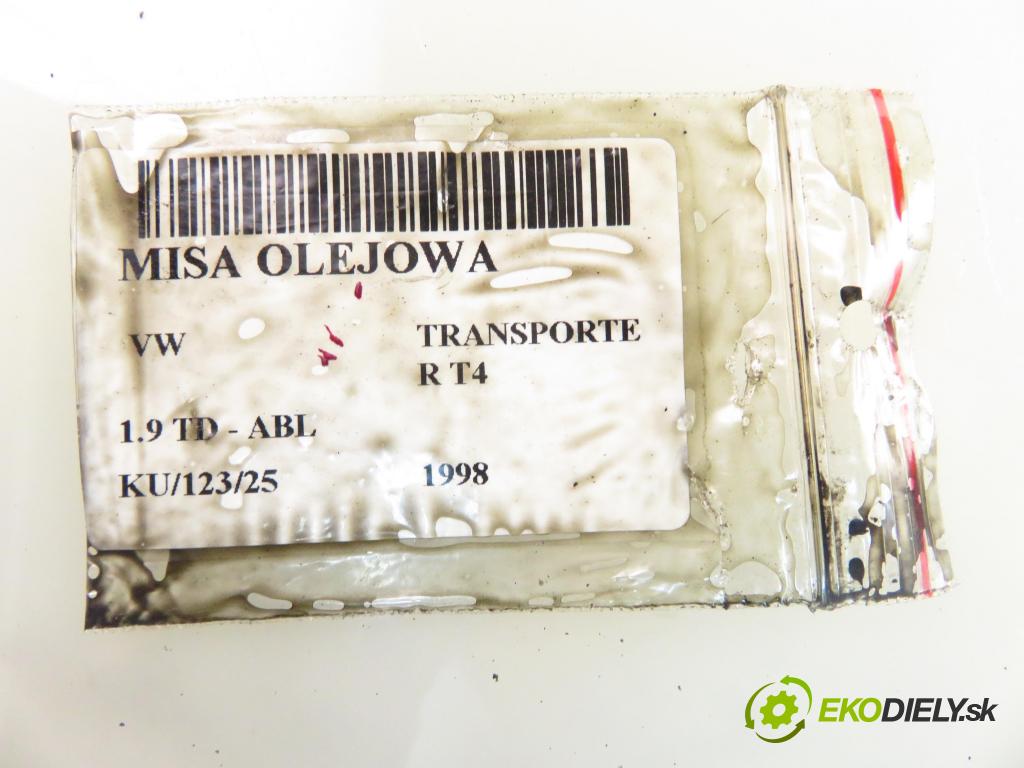 MISA OLEJOWA
VW TRANSPORTE
R T4
1.9 TD - ABL
KU/123/25 1998
EKODIELY.sk